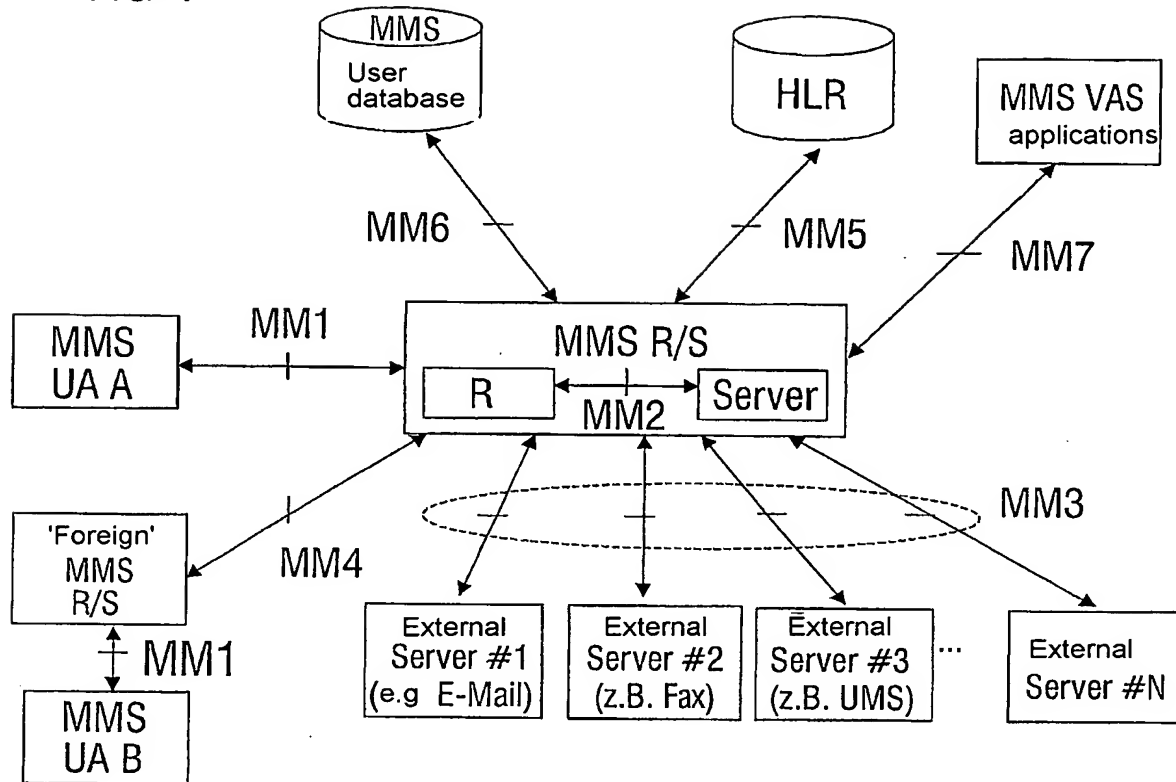 MMS
User
database
HLR
MMS VAS
applications
MM6
MM5
MM7
MMS
UA A
MM1
MMS R/S
R
Server
MM2
MM3
'Foreign'
MMS
R/S
MM4
MM1
MMS
UA B
External
Server #1
(e.g E-Mail)
External
Server #2
(z.B. Fax)
External
Server #3
(z.B. UMS)
...
External
Server #N